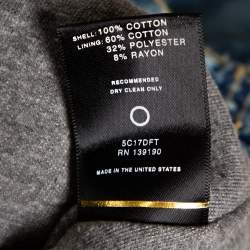 SHELL: 100% COTTON
LINING: 60% COTTON
32% POLYESTER
8% RAYON
RECOMMENDED
DRY CLEAN ONLY
5C17DFT
RN 139190
MADE IN UNITED STATES